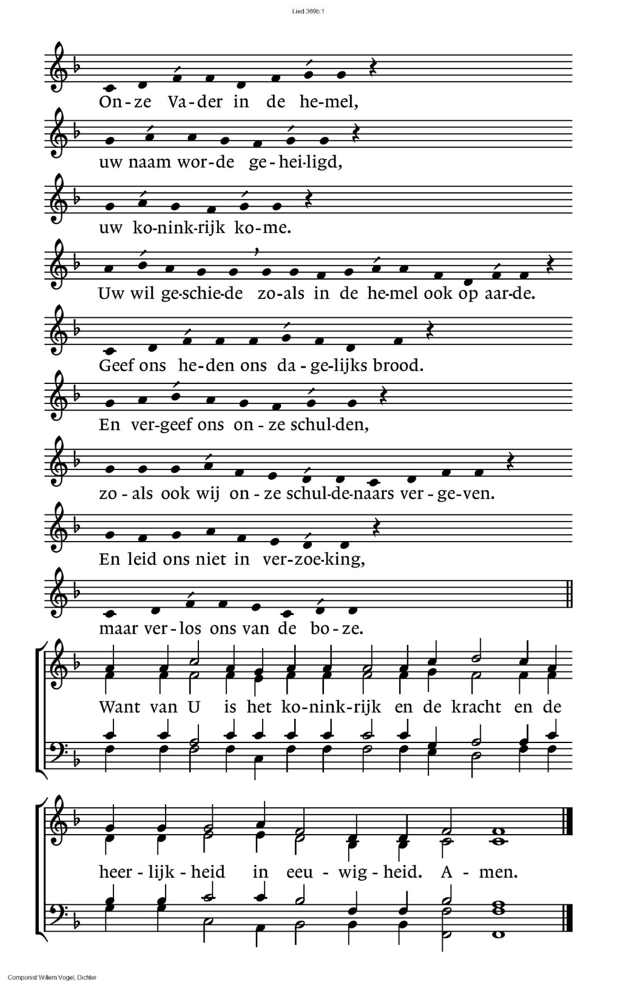 Lied 369b:1
On - ze Va - der in de he - mel,
uw naam wor - de ge - hei - ligd,
uw ko - nink - rijk ko - me.
Uw wil ge - schie - de zo - als in de he - mel ook op aar - de.
Geef ons he - den ons da - ge - lijks brood.
En ver - geef ons on - ze schul - den,
zo - als ook wij on - ze schul - de - naars ver - ge - ven.
En leid ons niet in ver - zoe - king,
maar ver - los ons van de bo - ze.
Want van U is het ko - nink - rijk en de kracht en de
heer - lijk - heid in eeu - wig - heid. A - men.
Componist Willem Vogel, Dichter